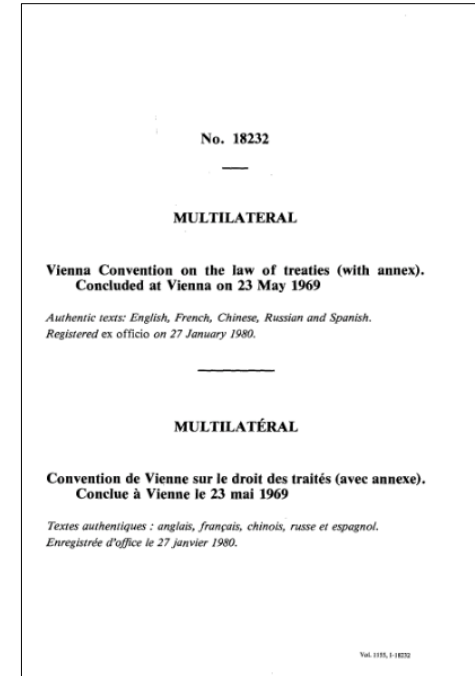 No. 18232
MULTILATERAL
Vienna Convention on the law of treaties (with annex).
Concluded at Vienna on 23 May 1969
Authentic texts: English, French, Chinese, Russian and Spanish.
Registered ex officio on 27 January 1980.
MULTILATÉRAL
Convention de Vienne sur le droit des traités (avec annexe).
Conclue à Vienne le 23 mai 1969
Textes authentiques : anglais, français, chinois, russe et espagnol.
Enregistrée d'office le 27 janvier 1980.
Vol. 1155, I-18232